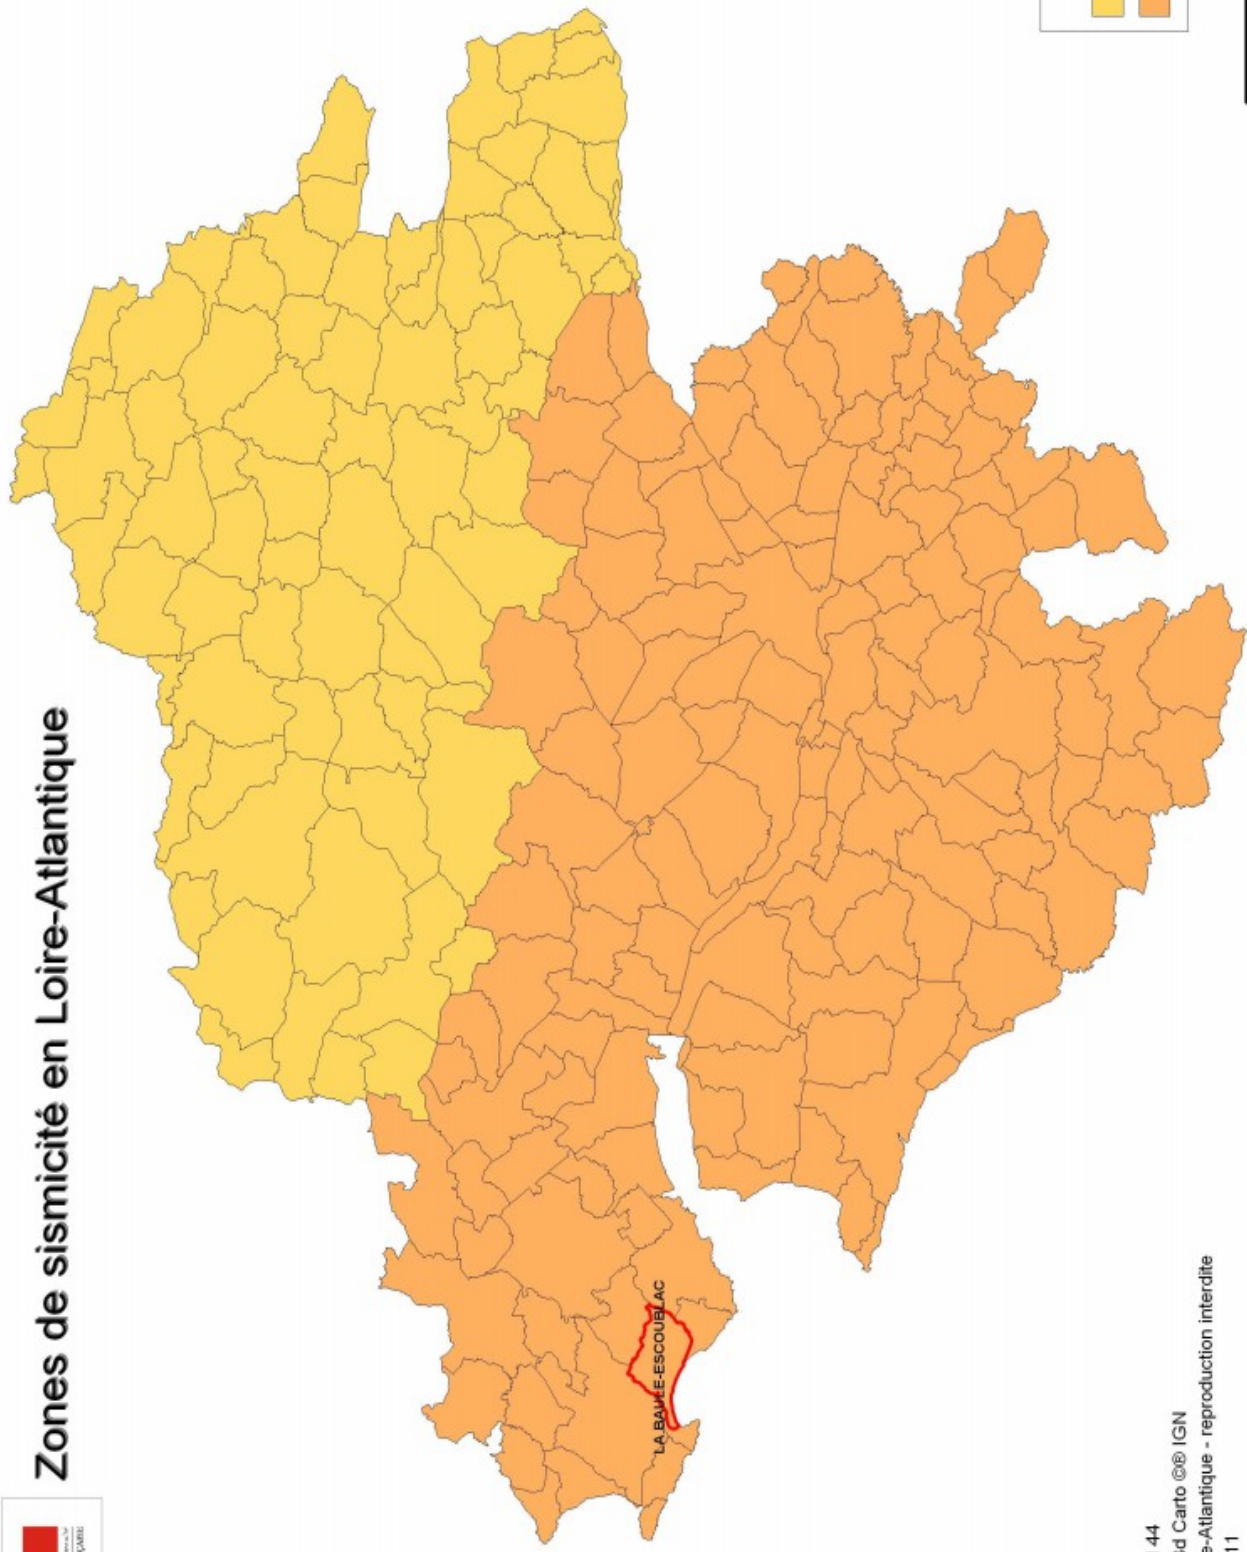 Zones de sismicité en Loire-Atlantique
LA BAULE-ESCOUBLAC
44
d Carto ©® IGN
e-Atlantique - reproduction interdite
11